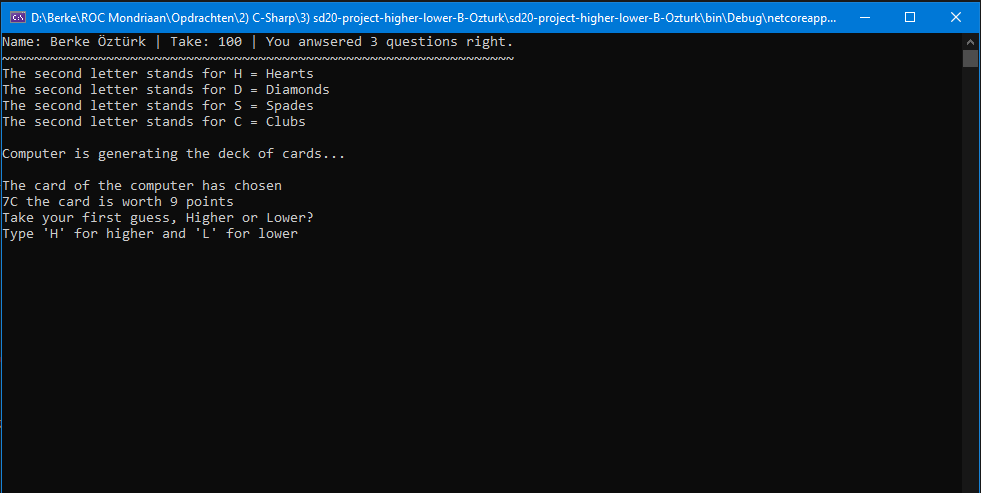 D:\Berke\ROC Mondriaan\Opdrachten\2) C-Sharp\3) sd20-project-higher-lower-B-Ozturk\sd20-project-higher-lower-B-Ozturk\bin\Debug\netcoreapp...
Name: Berke Öztürk | Take: 100 | You anwsered 3 questions right.
~~~~~~~~~~~~~~~~~~~~~~~~~~~~~~~~~~~~~~~~~~~~~~~~~~~~~~~~~~~~~~~~
The second letter stands for H = Hearts
The second letter stands for D = Diamonds
The second letter stands for S = Spades
The second letter stands for C = Clubs
Computer is generating the deck of cards...
The card of the computer has chosen
7C the card is worth 9 points
Take your first guess, Higher or Lower?
Type 'H' for higher and 'L' for lower